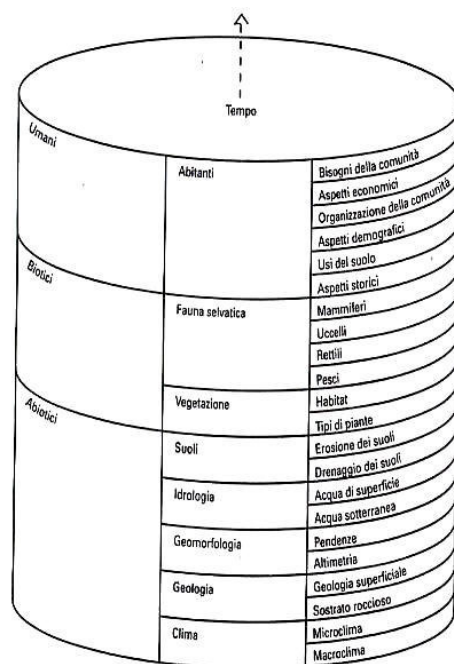 Tempo
Umani
Abitanti
Bisogni della comunità
Aspetti economici
Organizzazione della comunità
Aspetti demografici
Usi del suolo
Aspetti storici
Biotici
Fauna selvatica
Mammiferi
Uccelli
Rettili
Pesci
Vegetazione
Habitat
Tipi di piante
Abiotici
Suoli
Erosione dei suoli
Drenaggio dei suoli
Idrologia
Acqua di superficie
Acqua sotterranea
Geomorfologia
Pendenze
Altimetria
Geologia
Geologia superficiale
Sostrato roccioso
Clima
Microclima
Macroclima